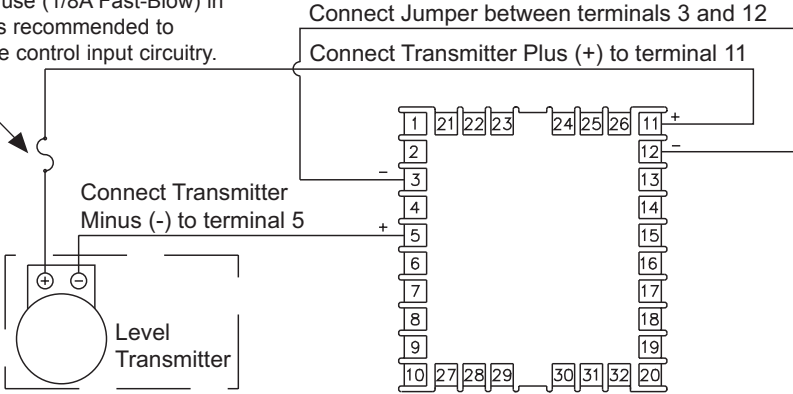 use (1/8A Fast-Blow) in
s recommended to
e control input circuitry.
Connect Jumper between terminals 3 and 12
Connect Transmitter Plus (+) to terminal 11
Connect Transmitter
Minus (-) to terminal 5
Level
Transmitter
+ −
− +
+ −
1 21 22 23 24 25 26 11
2 12
3 13
4 14
5 15
6 16
7 17
8 18
9 19
10 27 28 29 30 31 32 20